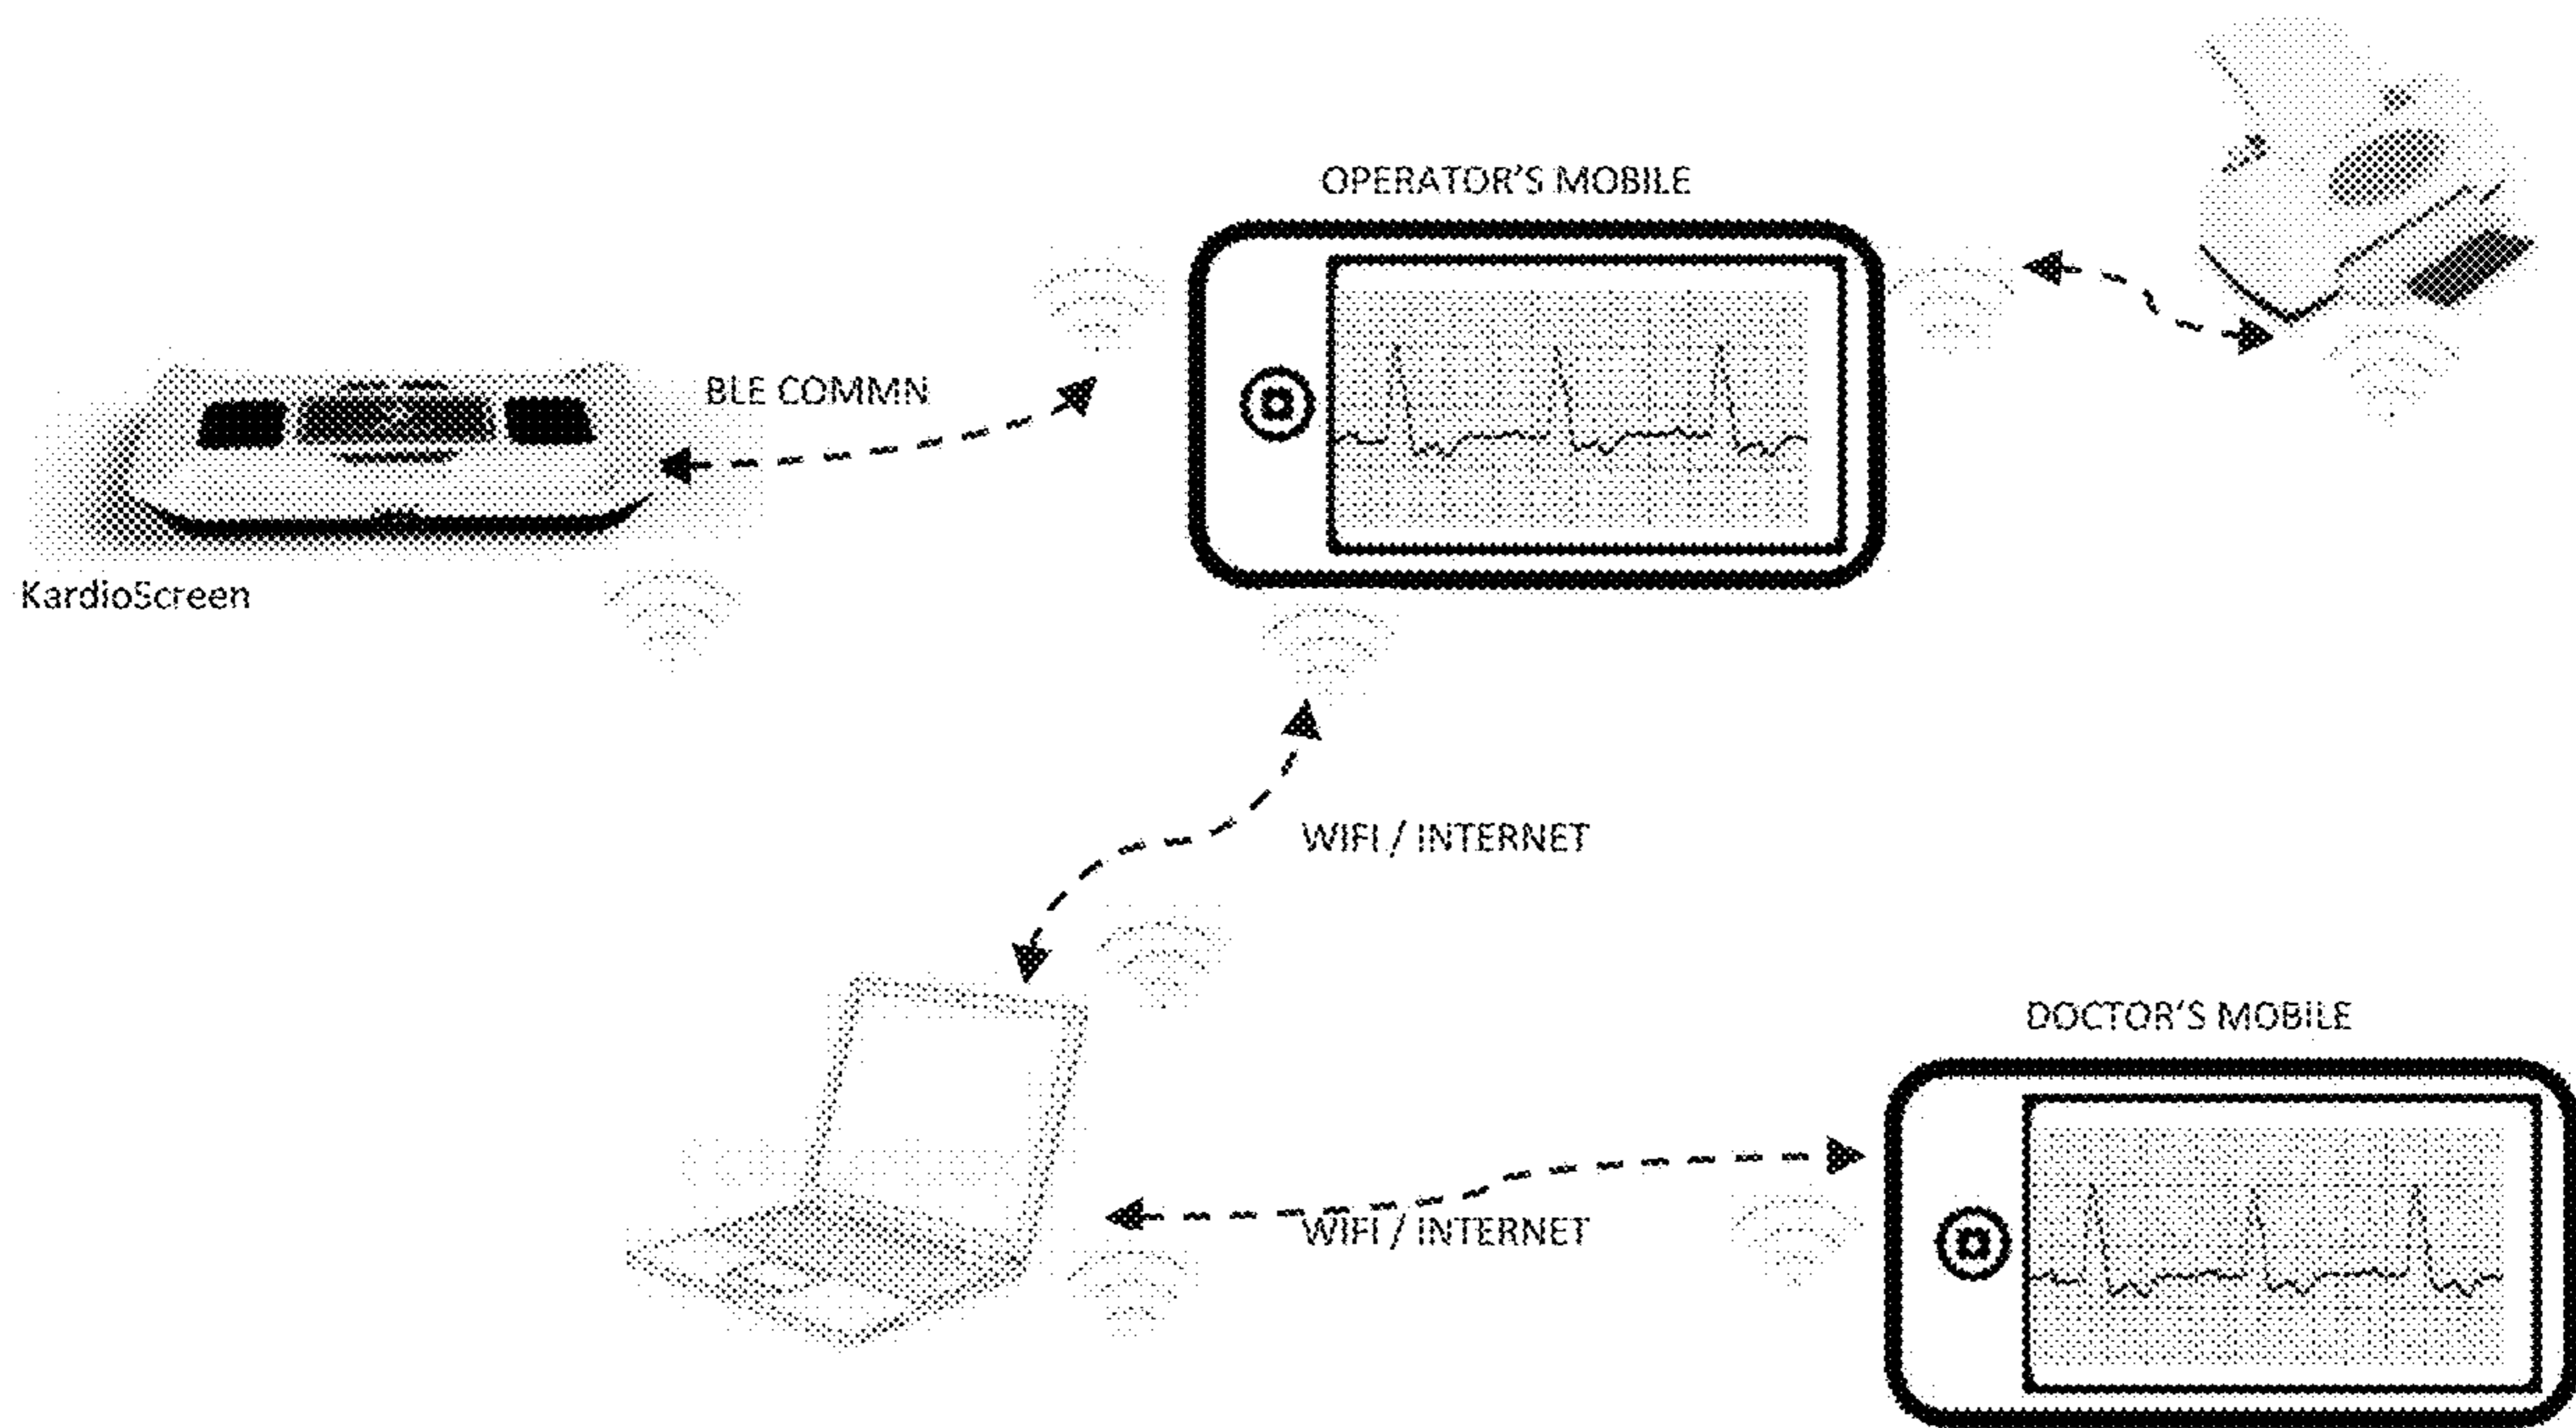 OPERATOR'S MOBILE
BLE COMMN
KardioScreen
WIFI / INTERNET
DOCTOR'S MOBILE
WIFI / INTERNET